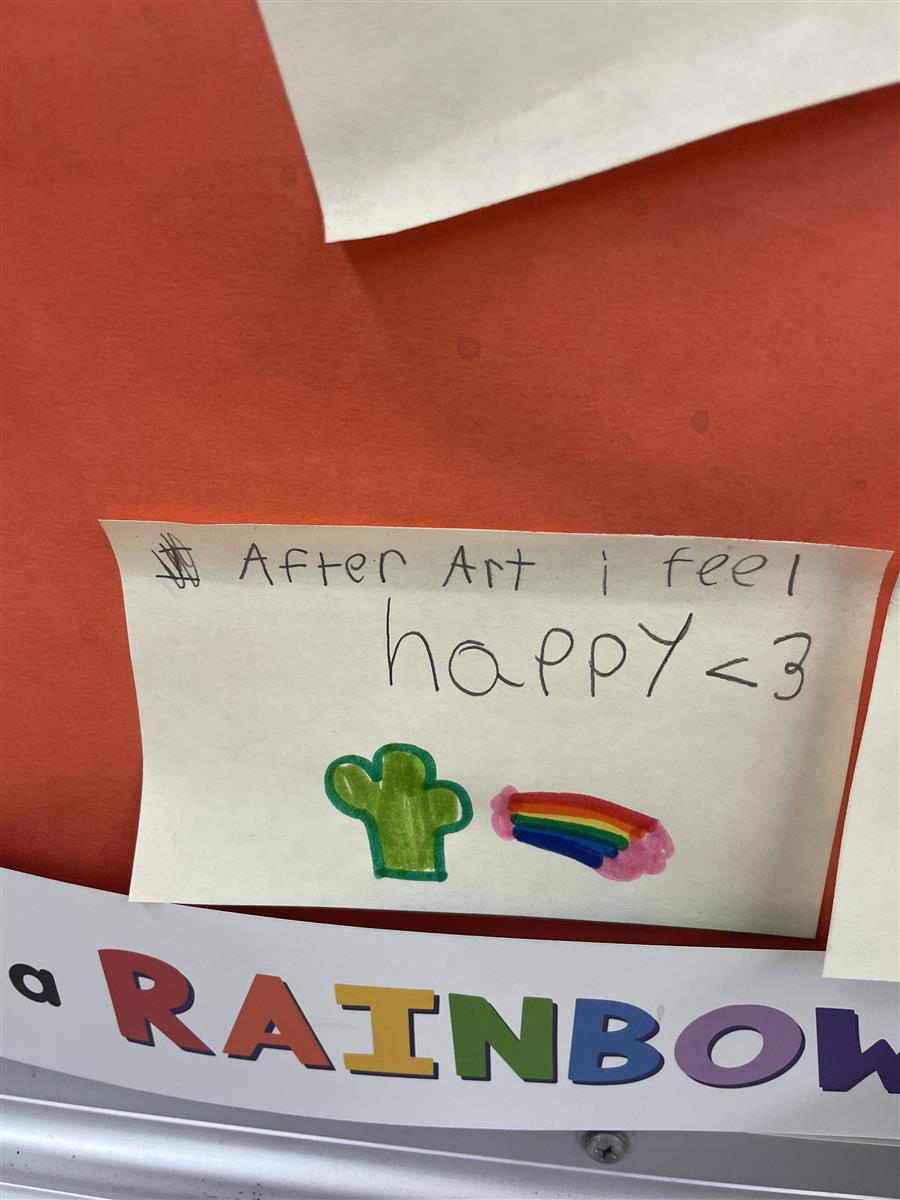 After Art i feel
happy <3
a RAINBOW